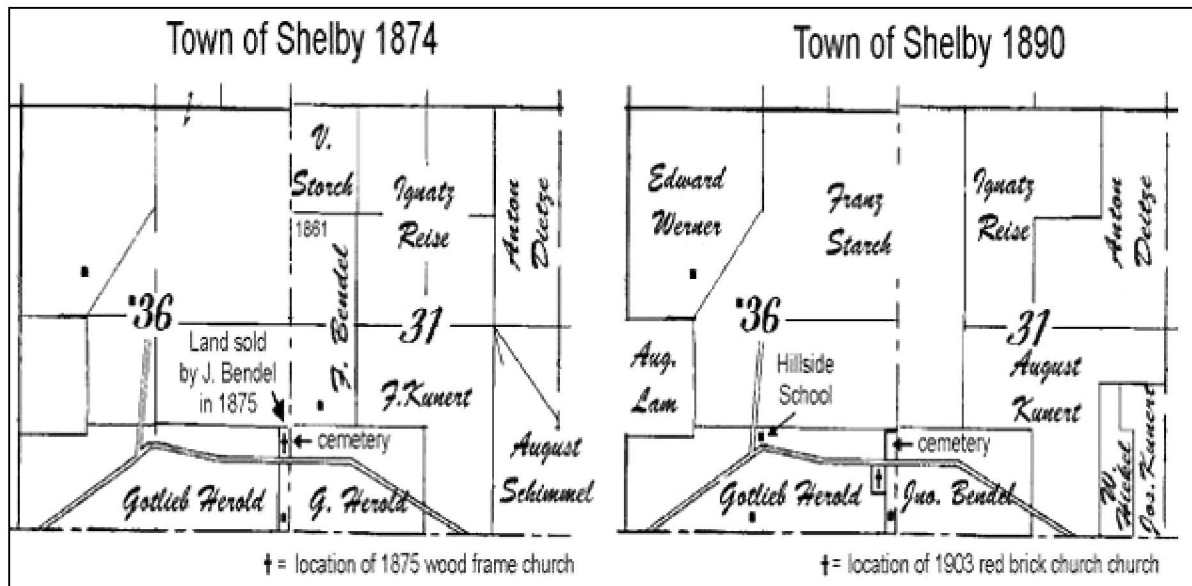 Town of Shelby 1874
V.
Storch
1861
Ignatz
Reise
Anton
Dietze
F. Bendel
36
31
Land sold
by J. Bendel
in 1875
F. Kunert
cemetery
August
Schimmel
Gotlieb Herold
G. Herold
= location of 1875 wood frame church
Town of Shelby 1890
Edward
Werner
Franz
Starch
Ignatz
Reise
Anton
Deitze
36
31
Aug.
Lam
Hillside
School
August
Kunert
cemetery
Gotlieb Herold
Jno. Bendel
W
Jos. Kunert
= location of 1903 red brick church church